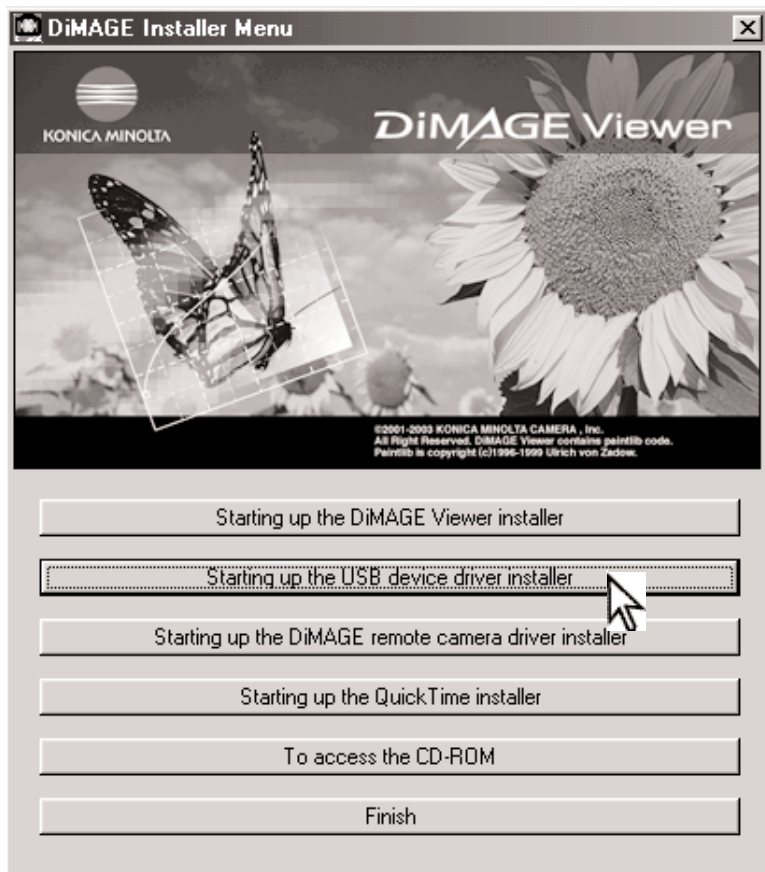 DiMAGE Installer Menu
KONICA MINOLTA
DiMAGE Viewer
©2001-2003 KONICA MINOLTA CAMERA , Inc.
All Right Reserved. DiMAGE Viewer contains paintlib code.
Paintlib is copyright (c)1996-1999 Ulrich von Zadow.
Starting up the DiMAGE Viewer installer
Starting up the USB device driver installer
Starting up the DiMAGE remote camera driver installer
Starting up the QuickTime installer
To access the CD-ROM
Finish